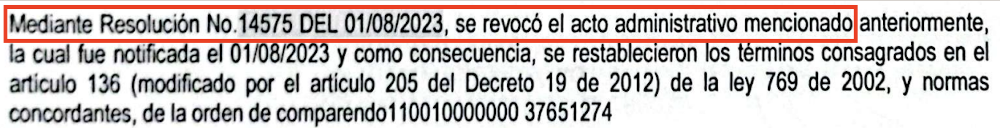 Mediante Resolución No.14575 DEL 01/08/2023, se revocó el acto administrativo mencionado anteriormente,
la cual fue notificada el 01/08/2023 y como consecuencia, se restablecieron los términos consagrados en el
articulo 136 (modificado por el articulo 205 del Decreto 19 de 2012) de la ley 769 de 2002, y normas
concordantes, de la orden de comparendo110010000000 37651274